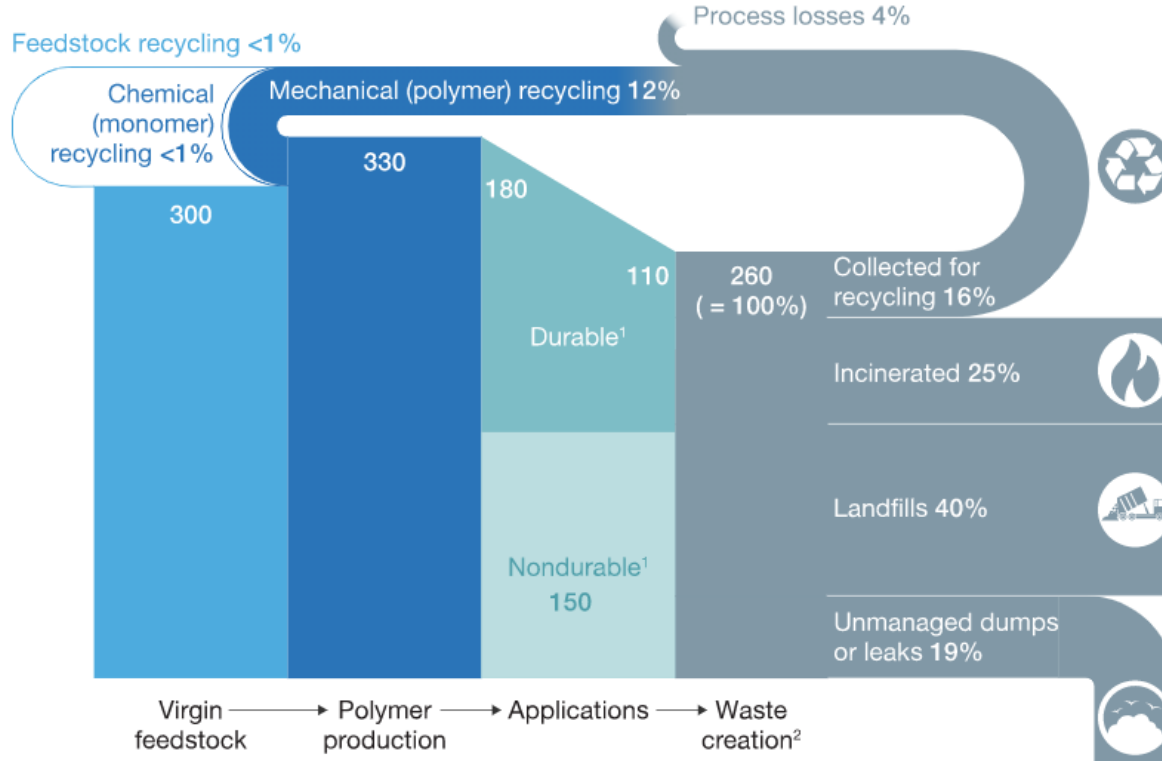 Process losses 4%
Feedstock recycling <1%
Chemical
(monomer)
recycling <1%
Mechanical (polymer) recycling 12%
300
330
180
110
Durable¹
Nondurable¹
150
260
( = 100%)
Collected for
recycling 16%
Incinerated 25%
Landfills 40%
Unmanaged dumps
or leaks 19%
Virgin
feedstock
Polymer
production
Applications
Waste
creation²